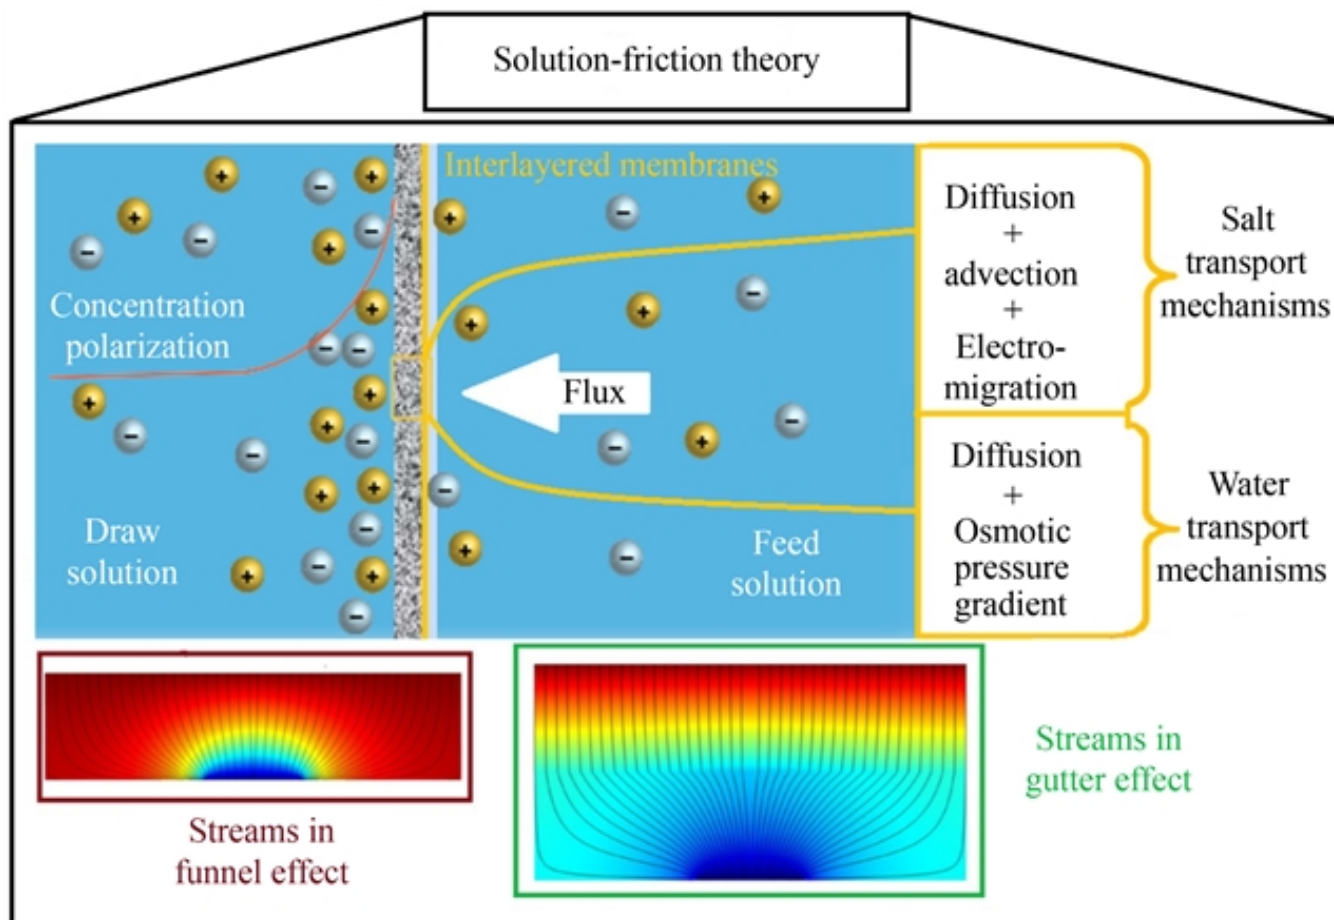 Solution-friction theory
Interlayered membranes
Concentration
polarization
Flux
Draw
solution
Feed
solution
Diffusion
+
advection
+
Electro-
migration
Salt
transport
mechanisms
Diffusion
+
Osmotic
pressure
gradient
Water
transport
mechanisms
Streams in
funnel effect
Streams in
gutter effect